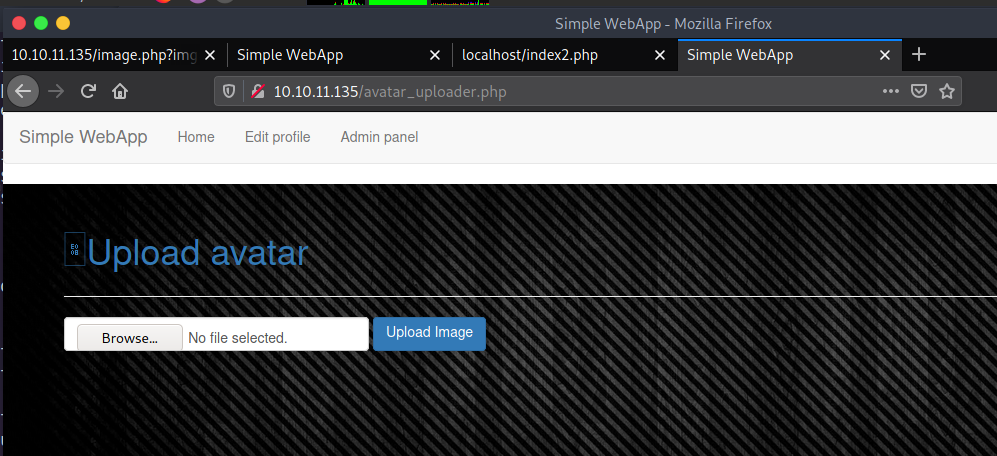 Simple WebApp - Mozilla Firefox
10.10.11.135/image.php?img Simple WebApp localhost/index2.php Simple WebApp
10.10.11.135/avatar_uploader.php
Simple WebApp Home Edit profile Admin panel
Upload avatar
Browse... No file selected. Upload Image